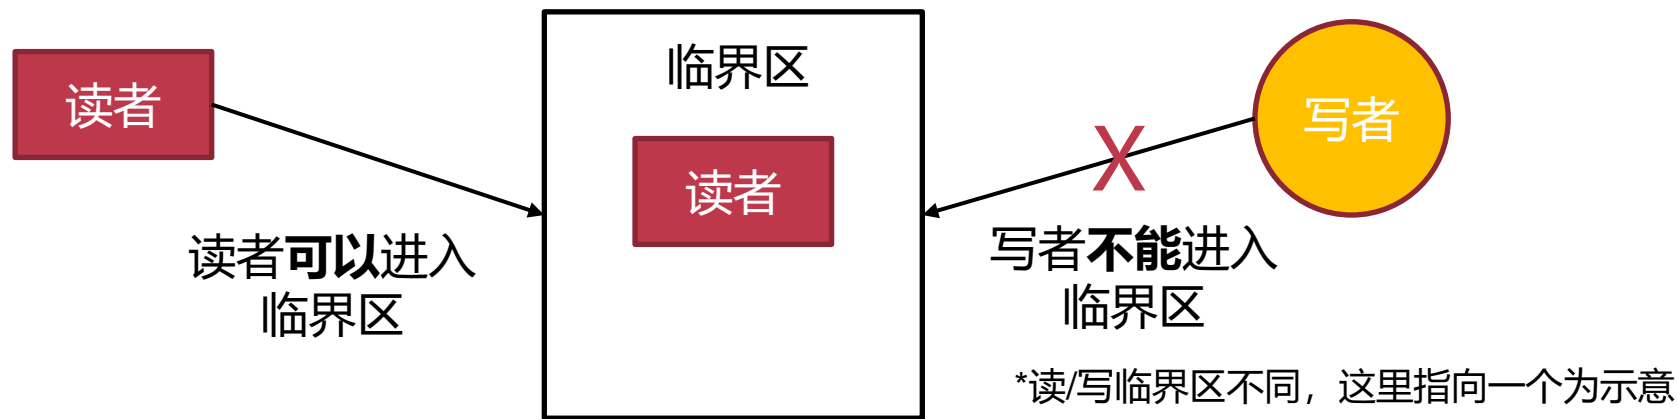 读者
读者可以进入
临界区
临界区
读者
X
写者
写者不能进入
临界区
*读/写临界区不同，这里指向一个为示意